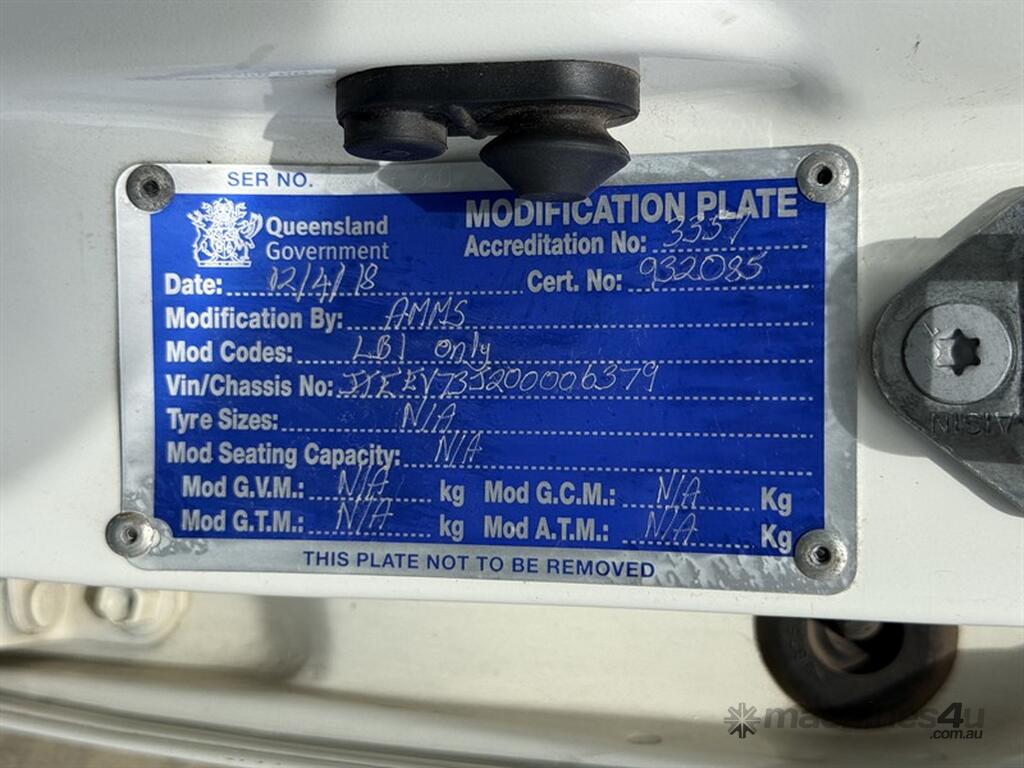 SER NO.
Queensland
Government
MODIFICATION PLATE
Accreditation No: 3357
Date: 12/4/18 Cert. No: 932085
Modification By: AMMS
Mod Codes: LB1 only
Vin/Chassis No: JTEEV73J200006379
Tyre Sizes: N/A
Mod Seating Capacity: N/A
Mod G.V.M.: N/A kg Mod G.C.M.: N/A Kg
Mod G.T.M.: N/A kg Mod A.T.M.: N/A Kg
THIS PLATE NOT TO BE REMOVED
AISIN
machines4u
.com.au